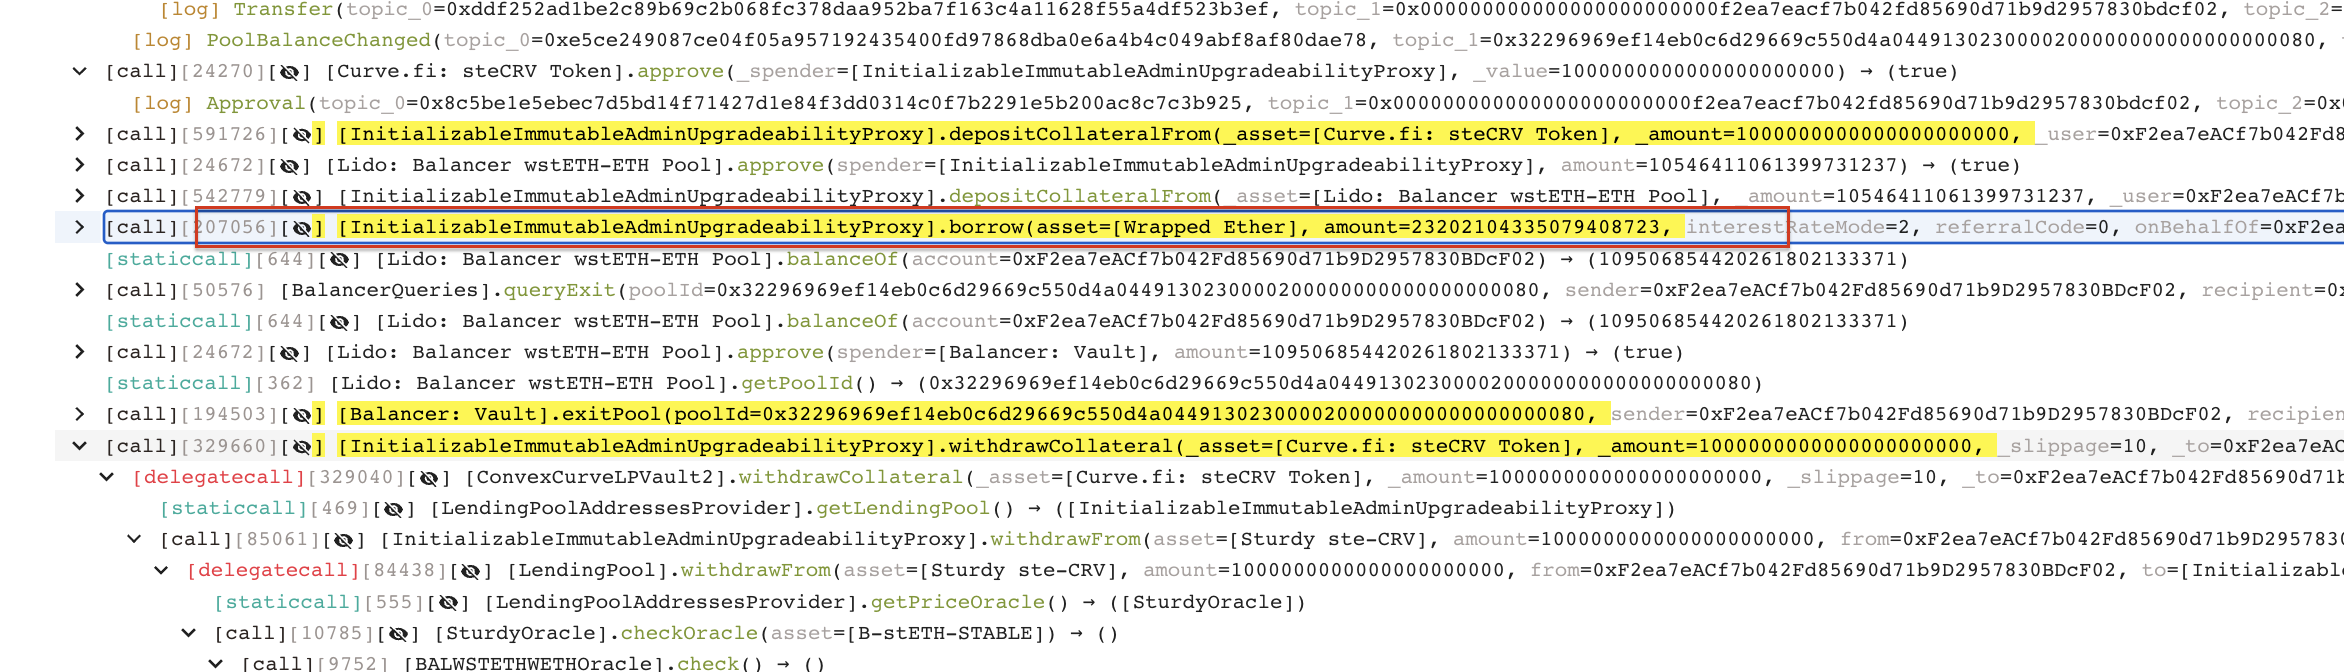 [log] Transfer(topic_0=0xddf252ad1be2c89b69c2b068fc378daa952ba7f163c4a11628f55a4df523b3ef, topic_1=0x000000000000000000000000f2ea7eacf7b042fd85690d71b9d2957830bdcf02, topic_2=
[log] PoolBalanceChanged(topic_0=0xe5ce249087ce04f05a957192435400fd97868dba0e6a4b4c049abf8af80dae78, topic_1=0x32296969ef14eb0c6d29669c550d4a0449130230000200000000000000000080,
[call][24270][] [Curve.fi: steCRV Token].approve(_spender=[InitializableImmutableAdminUpgradeabilityProxy], _value=1000000000000000000000) → (true)
[log] Approval(topic_0=0x8c5be1e5ebec7d5bd14f71427d1e84f3dd0314c0f7b2291e5b200ac8c7c3b925, topic_1=0x000000000000000000000000f2ea7eacf7b042fd85690d71b9d2957830bdcf02, topic_2=0x0
[call][591726][] [InitializableImmutableAdminUpgradeabilityProxy].depositCollateralFrom(_asset=[Curve.fi: steCRV Token], _amount=1000000000000000000000, _user=0xF2ea7eACf7b042Fd8
[call][24672][] [Lido: Balancer wstETH-ETH Pool].approve(spender=[InitializableImmutableAdminUpgradeabilityProxy], amount=10546411061399731237) → (true)
[call][542779][] [InitializableImmutableAdminUpgradeabilityProxy].depositCollateralFrom(_asset=[Lido: Balancer wstETH-ETH Pool], _amount=10546411061399731237, _user=0xF2ea7eACf7b
[call][207056][] [InitializableImmutableAdminUpgradeabilityProxy].borrow(asset=[Wrapped Ether], amount=23202104335079408723, interestRateMode=2, referralCode=0, onBehalfOf=0xF2ea
[staticcall][644][] [Lido: Balancer wstETH-ETH Pool].balanceOf(account=0xF2ea7eACf7b042Fd85690d71b9D2957830BDcF02) → (109506854420261802133371)
[call][50576] [BalancerQueries].queryExit(poolId=0x32296969ef14eb0c6d29669c550d4a0449130230000200000000000000000080, sender=0xF2ea7eACf7b042Fd85690d71b9D2957830BDcF02, recipient=0x
[staticcall][644][] [Lido: Balancer wstETH-ETH Pool].balanceOf(account=0xF2ea7eACf7b042Fd85690d71b9D2957830BDcF02) → (109506854420261802133371)
[call][24672][] [Lido: Balancer wstETH-ETH Pool].approve(spender=[Balancer: Vault], amount=109506854420261802133371) → (true)
[staticcall][362] [Lido: Balancer wstETH-ETH Pool].getPoolId() → (0x32296969ef14eb0c6d29669c550d4a0449130230000200000000000000000080)
[call][194503][] [Balancer: Vault].exitPool(poolId=0x32296969ef14eb0c6d29669c550d4a0449130230000200000000000000000080, sender=0xF2ea7eACf7b042Fd85690d71b9D2957830BDcF02, recipien
[call][329660][] [InitializableImmutableAdminUpgradeabilityProxy].withdrawCollateral(_asset=[Curve.fi: steCRV Token], _amount=1000000000000000000000, _slippage=10, _to=0xF2ea7eAC
[delegatecall][329040][] [ConvexCurveLPVault2].withdrawCollateral(_asset=[Curve.fi: steCRV Token], _amount=1000000000000000000000, _slippage=10, _to=0xF2ea7eACf7b042Fd85690d71b
[staticcall][469][] [LendingPoolAddressesProvider].getLendingPool() → ([InitializableImmutableAdminUpgradeabilityProxy])
[call][85061][] [InitializableImmutableAdminUpgradeabilityProxy].withdrawFrom(asset=[Sturdy ste-CRV], amount=1000000000000000000000, from=0xF2ea7eACf7b042Fd85690d71b9D2957830
[delegatecall][84438][] [LendingPool].withdrawFrom(asset=[Sturdy ste-CRV], amount=1000000000000000000000, from=0xF2ea7eACf7b042Fd85690d71b9D2957830BDcF02, to=[Initializabl
[staticcall][555][] [LendingPoolAddressesProvider].getPriceOracle() → ([SturdyOracle])
[call][10785][] [SturdyOracle].checkOracle(asset=[B-stETH-STABLE]) → ()
[call][9752] [BALWSTETHWETHOracle].check() → ()